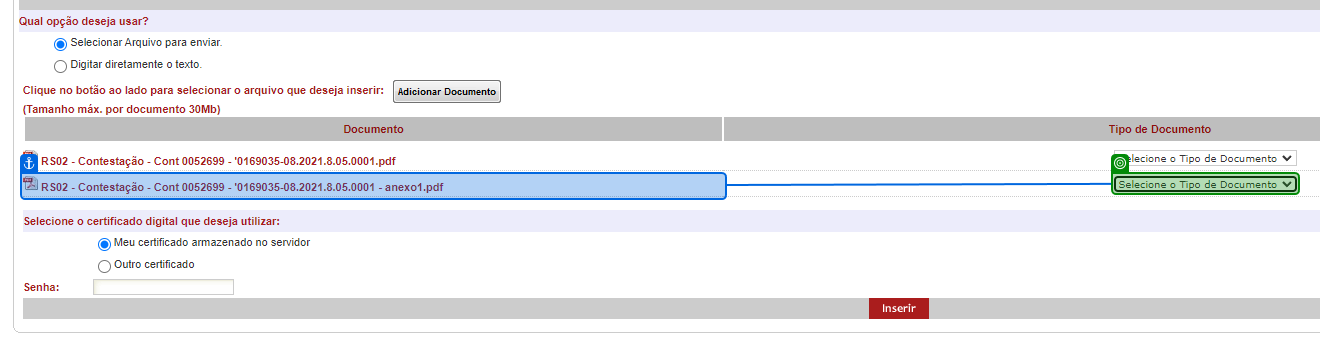 Qual opção deseja usar?
Selecionar Arquivo para enviar.
Digitar diretamente o texto.
Clique no botão ao lado para selecionar o arquivo que deseja inserir: Adicionar Documento
(Tamanho máx. por documento 30Mb)
Documento Tipo de Documento
RS02 - Contestação - Cont 0052699 - '0169035-08.2021.8.05.0001.pdf elecione o Tipo de Documento
RS02 - Contestação - Cont 0052699 - '0169035-08.2021.8.05.0001 - anexo1.pdf Selecione o Tipo de Documento
Selecione o certificado digital que deseja utilizar:
Meu certificado armazenado no servidor
Outro certificado
Senha:
Inserir